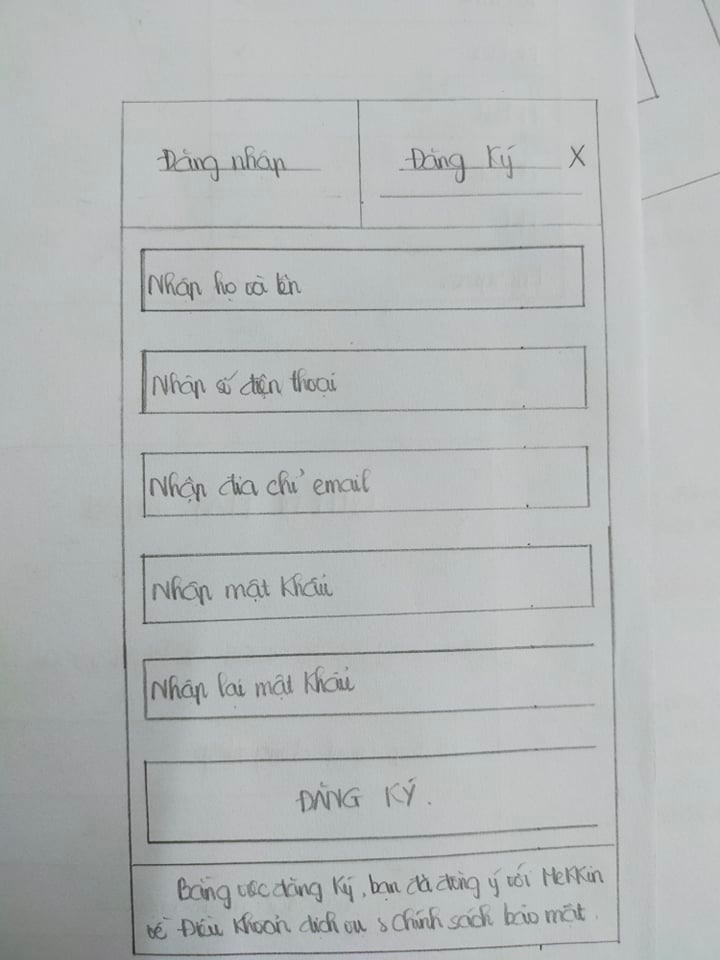 Đăng nhập
Đăng Ký X
Nhập họ và tên
Nhập số điện thoại
Nhập địa chỉ email
Nhập mật khẩu
Nhập lại mật khẩu
ĐĂNG KÝ.
Bằng việc đăng ký, bạn đã đồng ý với MeKKin
về Điều khoản dịch vụ & chính sách bảo mật.